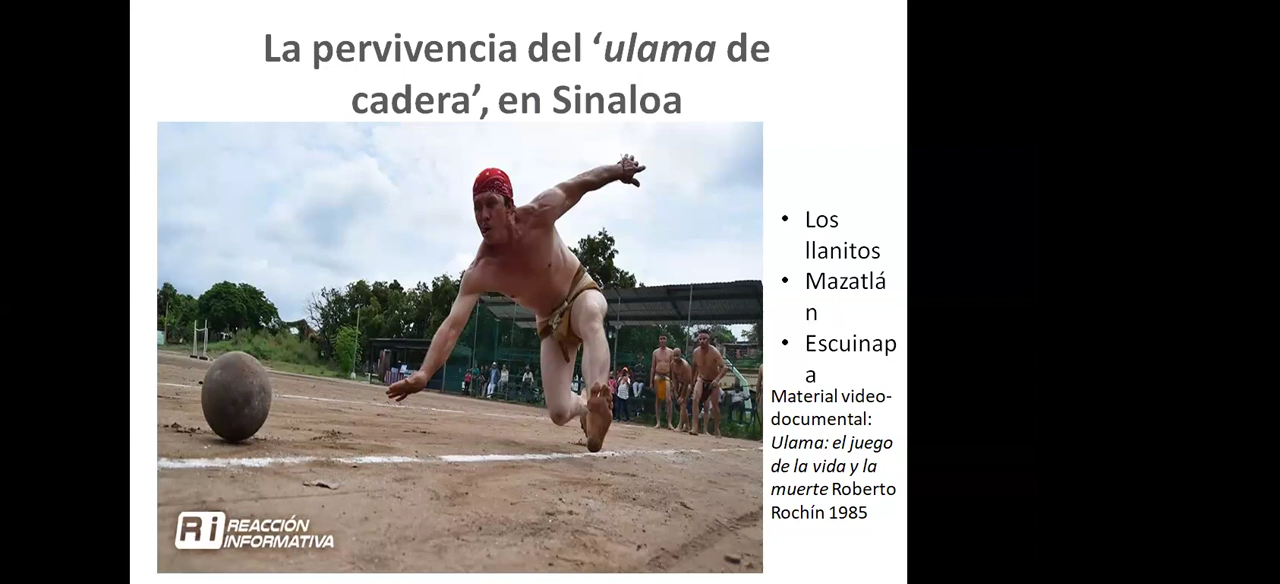 La pervivencia del ‘ulama de
cadera’, en Sinaloa
• Los
llanitos
• Mazatlá
n
• Escuinap
a
Material video-
documental:
Ulama: el juego
de la vida y la
muerte Roberto
Rochín 1985
Ri REACCIÓN
INFORMATIVA